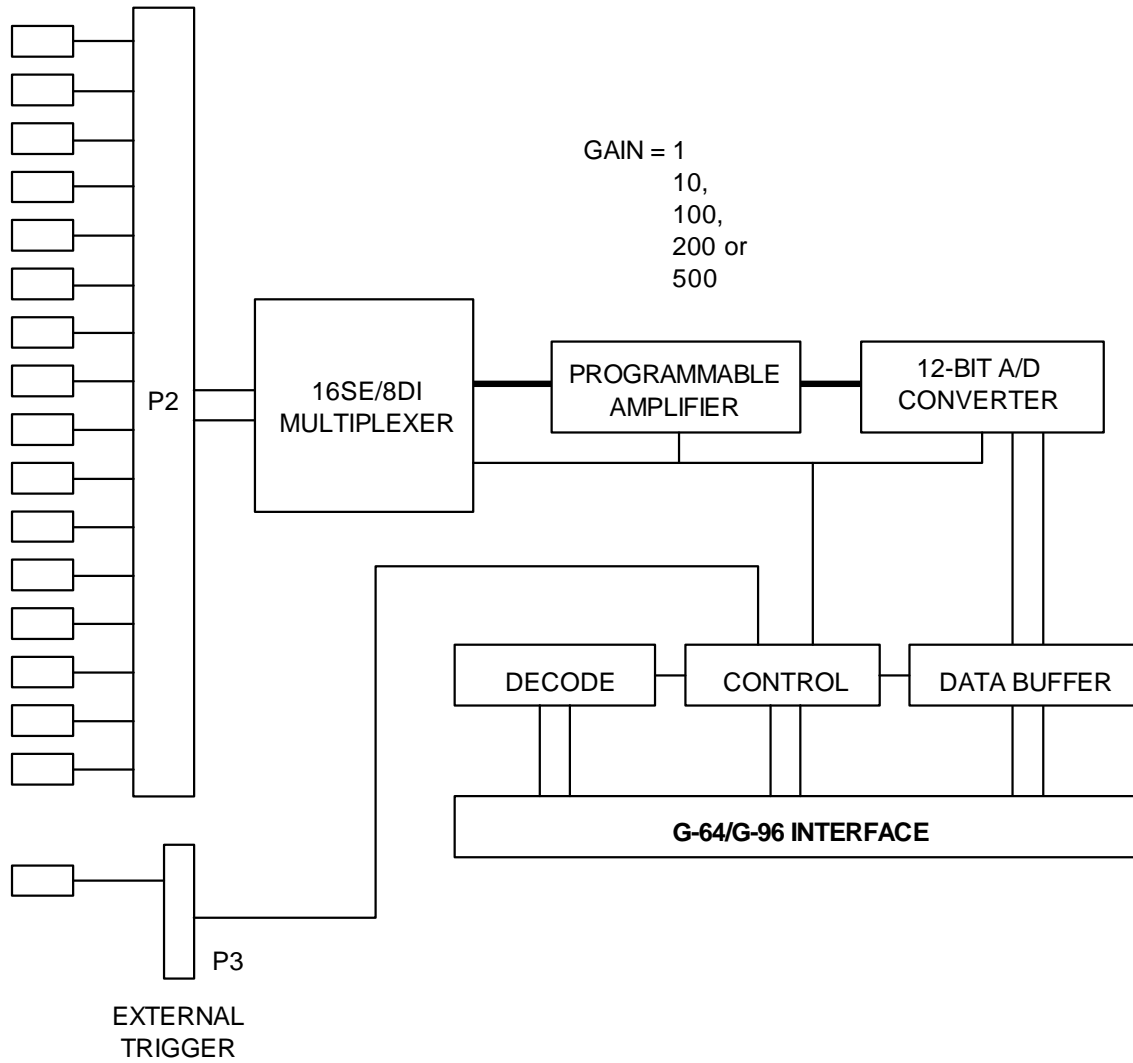 GAIN = 1
10,
100,
200 or
500
P2
16SE/8DI
MULTIPLEXER
PROGRAMMABLE
AMPLIFIER
12-BIT A/D
CONVERTER
DECODE
CONTROL
DATA BUFFER
G-64/G-96 INTERFACE
P3
EXTERNAL
TRIGGER